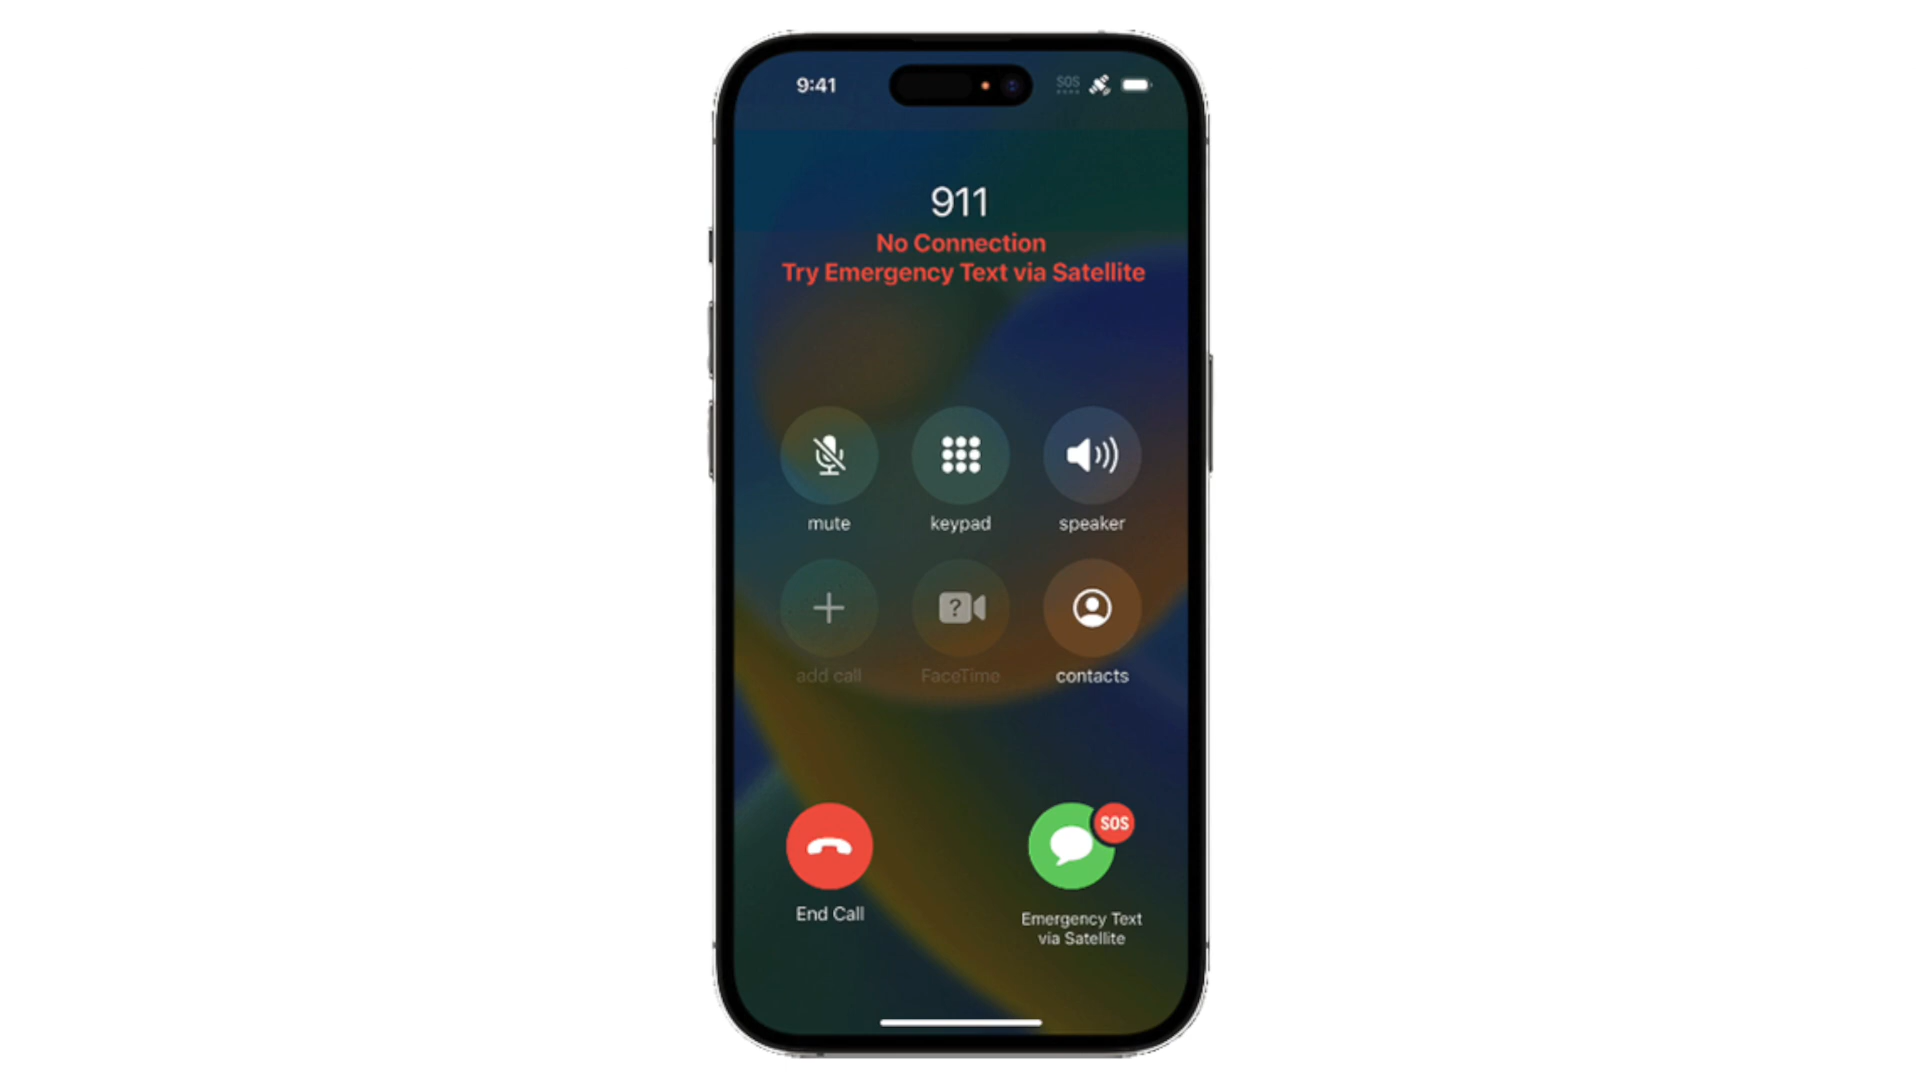 9:41
SOS
911
No Connection
Try Emergency Text via Satellite
mute
keypad
speaker
?
add call
FaceTime
contacts
SOS
End Call
Emergency Text
via Satellite